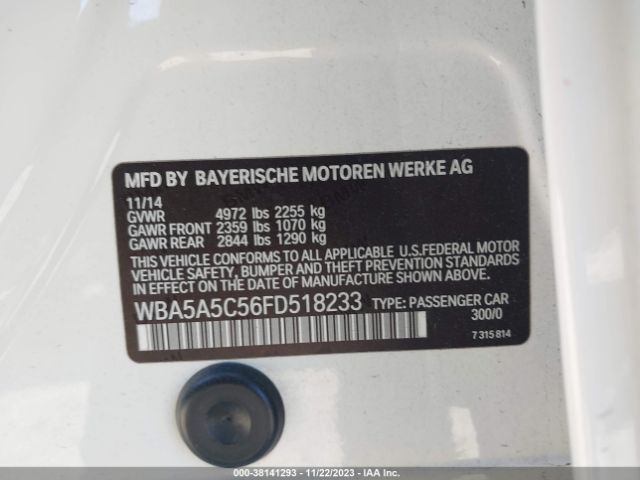 MFD BY BAYERISCHE MOTOREN WERKE AG
11/14
GVWR 4972 lbs 2255 kg
GAWR FRONT 2359 lbs 1070 kg
GAWR REAR 2844 lbs 1290 kg
THIS VEHICLE CONFORMS TO ALL APPLICABLE U.S.FEDERAL MOTOR
VEHICLE SAFETY, BUMPER AND THEFT PREVENTION STANDARDS
IN EFFECT ON THE DATE OF MANUFACTURE SHOWN ABOVE.
WBA5A5C56FD518233 TYPE: PASSENGER CAR
300/0
7 315 814
000-38141293 - 11/22/2023 - IAA Inc.